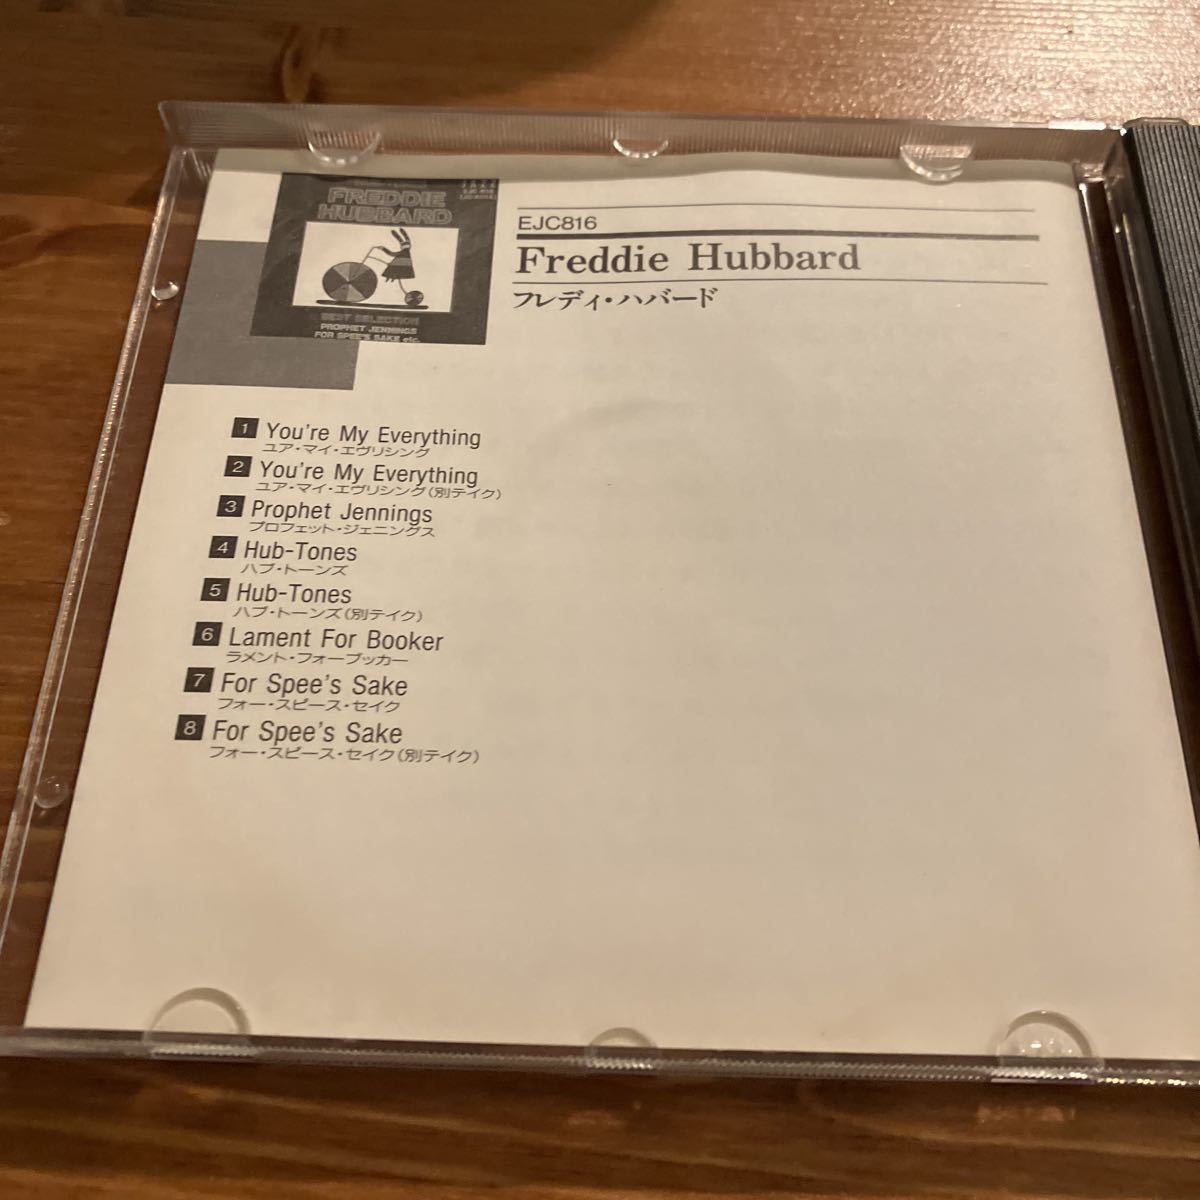 FREDDIE
HUBBARD
BEST SELECTION
PROPHET JENNINGS
FOR SPEE'S SAKE etc.
EJC816
Freddie Hubbard
フレディ・ハバード
1 You're My Everything
ユア・マイ・エヴリシング
2 You're My Everything
ユア・マイ・エヴリシング(別テイク)
3 Prophet Jennings
プロフェット・ジェニングス
4 Hub-Tones
ハブ・トーンズ
5 Hub-Tones
ハブ・トーンズ(別テイク)
6 Lament For Booker
ラメント・フォーブッカー
7 For Spee's Sake
フォー・スピース・セイク
8 For Spee's Sake
フォー・スピース・セイク(別テイク)